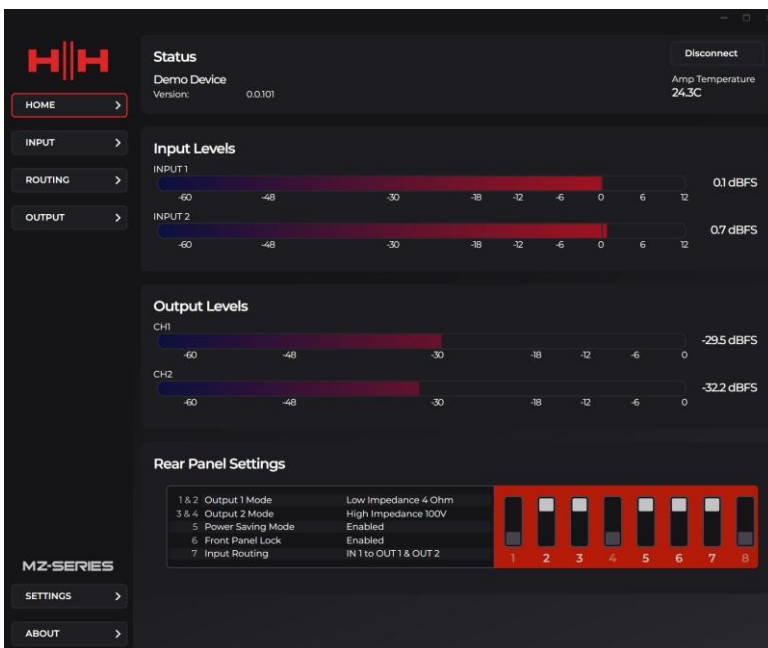 H||H
Status
Disconnect
Demo Device
Amp Temperature
Version: 0.0.101
24.3C
HOME
INPUT
ROUTING
OUTPUT
Input Levels
INPUT 1
0.1 dBFS
-60 -48 -30 -18 -12 -6 0 6 12
INPUT 2
0.7 dBFS
-60 -48 -30 -18 -12 -6 0 6 12
Output Levels
CH1
-29.5 dBFS
-60 -48 -30 -18 -12 -6 0
CH2
-32.2 dBFS
-60 -48 -30 -18 -12 -6 0
Rear Panel Settings
1 & 2 Output 1 Mode Low Impedance 4 Ohm
3 & 4 Output 2 Mode High Impedance 100V
5 Power Saving Mode Enabled
6 Front Panel Lock Enabled
7 Input Routing IN 1 to OUT 1 & OUT 2
1 2 3 4 5 6 7 8
MZ-SERIES
SETTINGS
ABOUT